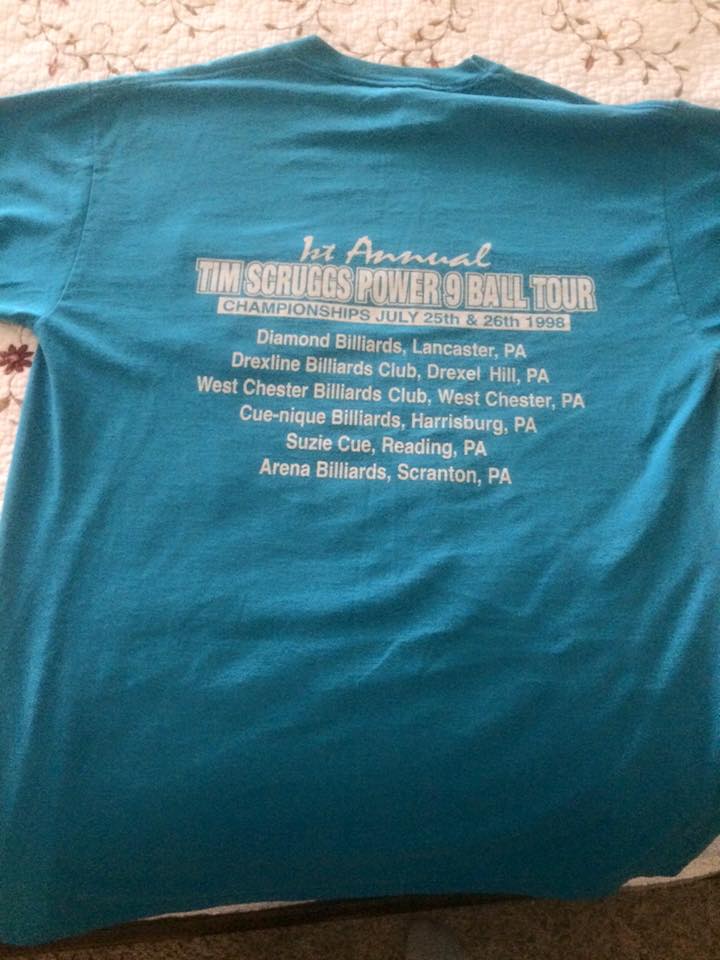 1st Annual
TIM SCRUGGS POWER 9 BALL TOUR
CHAMPIONSHIPS JULY 25th & 26th 1998
Diamond Billiards, Lancaster, PA
Drexline Billiards Club, Drexel Hill, PA
West Chester Billiards Club, West Chester, PA
Cue-nique Billiards, Harrisburg, PA
Suzie Cue, Reading, PA
Arena Billiards, Scranton, PA